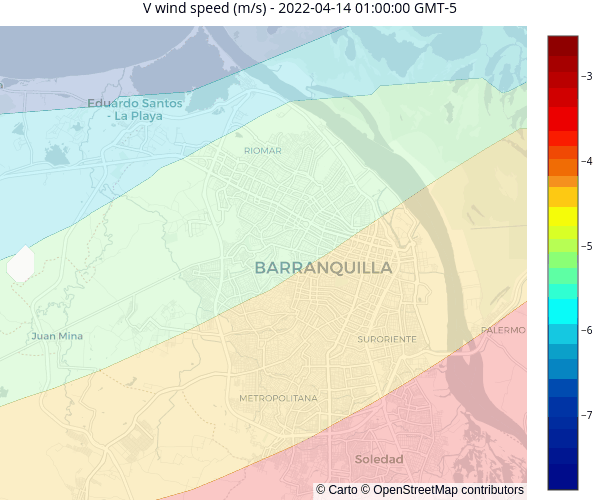 V wind speed (m/s) - 2022-04-14 01:00:00 GMT-5
Eduardo Santos
- La Playa
RIOMAR
BARRANQUILLA
Juan Mina
SURORIENTE
PALERMO
METROPOLITANA
Soledad
© Carto © OpenStreetMap contributors
−3
−4
−5
−6
−7